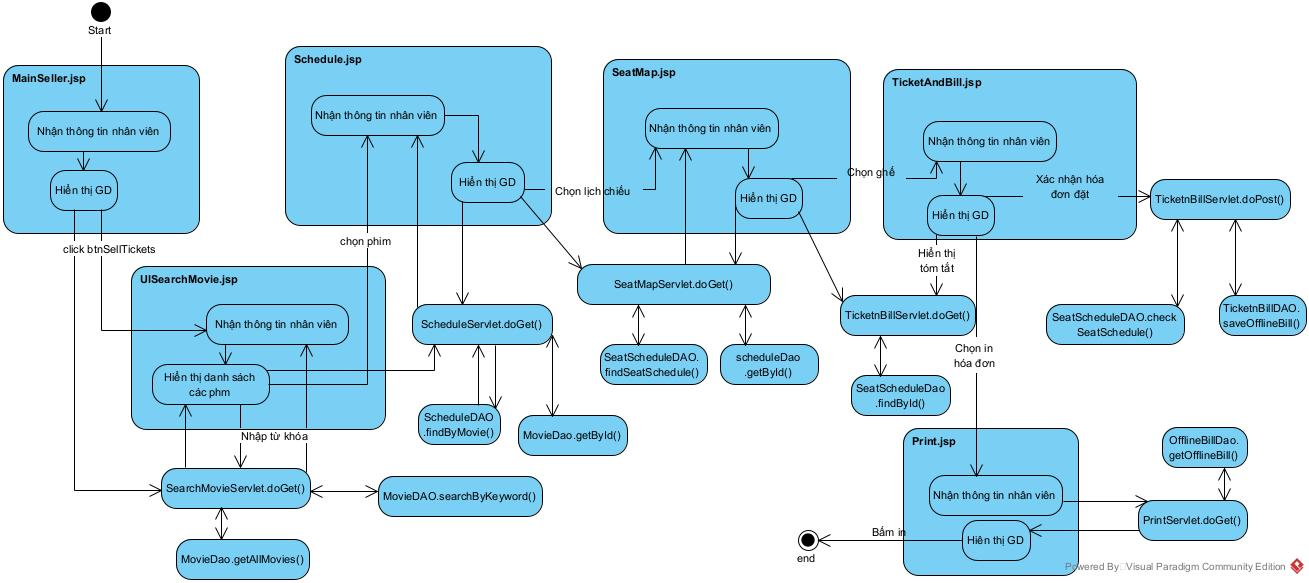 Start
MainSeller.jsp
Nhận thông tin nhân viên
Hiển thị GD
click btnSellTickets
UISearchMovie.jsp
Nhận thông tin nhân viên
Hiển thị danh sách
các phm
Nhập từ khóa
SearchMovieServlet.doGet()
MovieDAO.searchByKeyword()
MovieDao.getAllMovies()
Schedule.jsp
Nhận thông tin nhân viên
Hiển thị GD
chọn phim
Chọn lịch chiếu
ScheduleServlet.doGet()
ScheduleDAO
.findByMovie()
MovieDao.getById()
SeatMap.jsp
Nhận thông tin nhân viên
Hiển thị GD
Chọn ghế
SeatMapServlet.doGet()
SeatScheduleDAO.
findSeatSchedule()
scheduleDao
.getById()
TicketAndBill.jsp
Nhận thông tin nhân viên
Hiển thị GD
Xác nhận hóa
đơn đặt
Hiển thị
tóm tắt
TicketnBillServlet.doPost()
SeatScheduleDAO.check
SeatSchedule()
TicketnBillDAO.
saveOfflineBill()
TicketnBillServlet.doGet()
SeatScheduleDao
.findById()
Chọn in
hóa đơn
Print.jsp
Nhận thông tin nhân viên
Hiển thị GD
OfflineBillDao.
getOfflineBill()
PrintServlet.doGet()
Bấm in
end
Powered By Visual Paradigm Community Edition